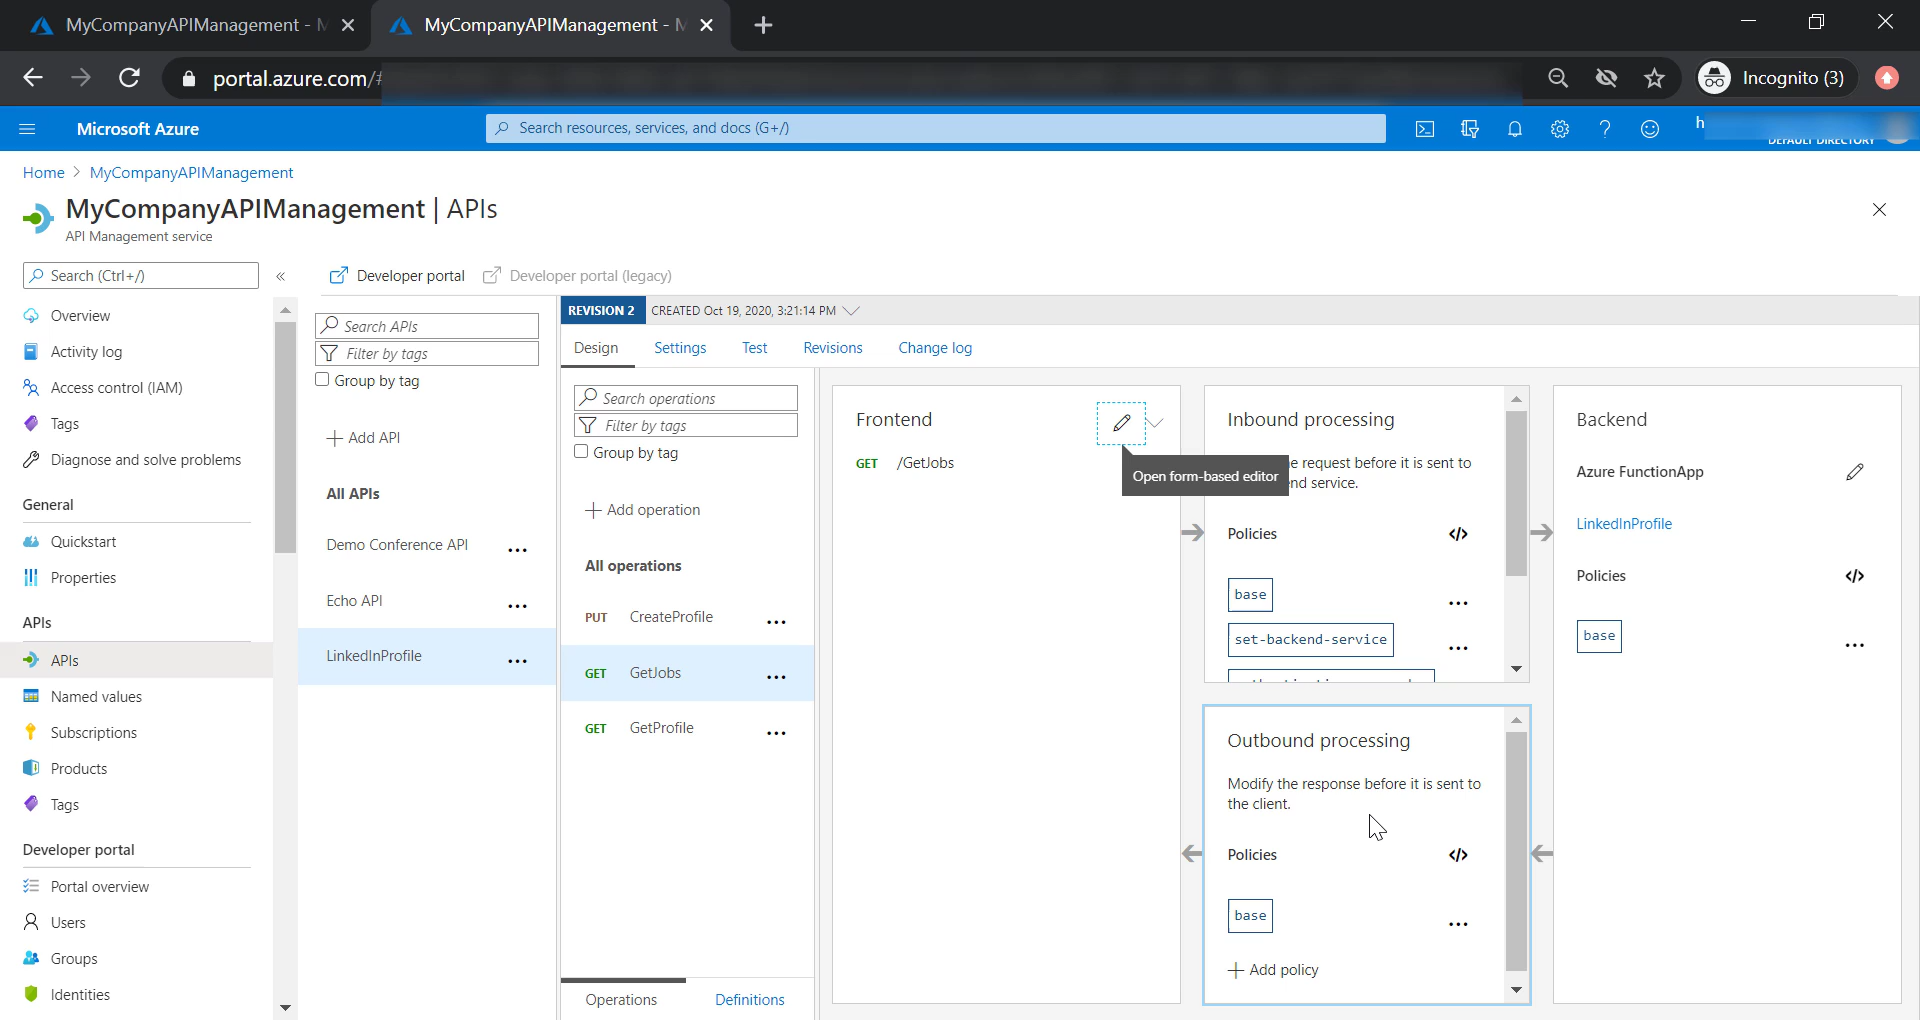 MyCompanyAPIManagement - M
MyCompanyAPIManagement - M
portal.azure.com/#
Incognito (3)
Microsoft Azure
Search resources, services, and docs (G+/)
h
DEFAULT DIRECTORY
Home > MyCompanyAPIManagement
MyCompanyAPIManagement | APIs
API Management service
Search (Ctrl+/)
«
Overview
Activity log
Access control (IAM)
Tags
Diagnose and solve problems
General
Quickstart
Properties
APIs
APIs
Named values
Subscriptions
Products
Tags
Developer portal
Portal overview
Users
Groups
Identities
Developer portal
Developer portal (legacy)
Search APIs
Filter by tags
Group by tag
+ Add API
All APIs
Demo Conference API ...
Echo API ...
LinkedInProfile ...
REVISION 2 CREATED Oct 19, 2020, 3:21:14 PM
Design Settings Test Revisions Change log
Search operations
Filter by tags
Group by tag
+ Add operation
All operations
PUT CreateProfile ...
GET GetJobs ...
GET GetProfile ...
Operations Definitions
Frontend
GET /GetJobs
Open form-based editor
Inbound processing
request before it is sent to
service.
Policies </>
base ...
set-backend-service ...
Outbound processing
Modify the response before it is sent to
the client.
Policies </>
base ...
+ Add policy
Backend
Azure FunctionApp
LinkedInProfile
Policies </>
base ...